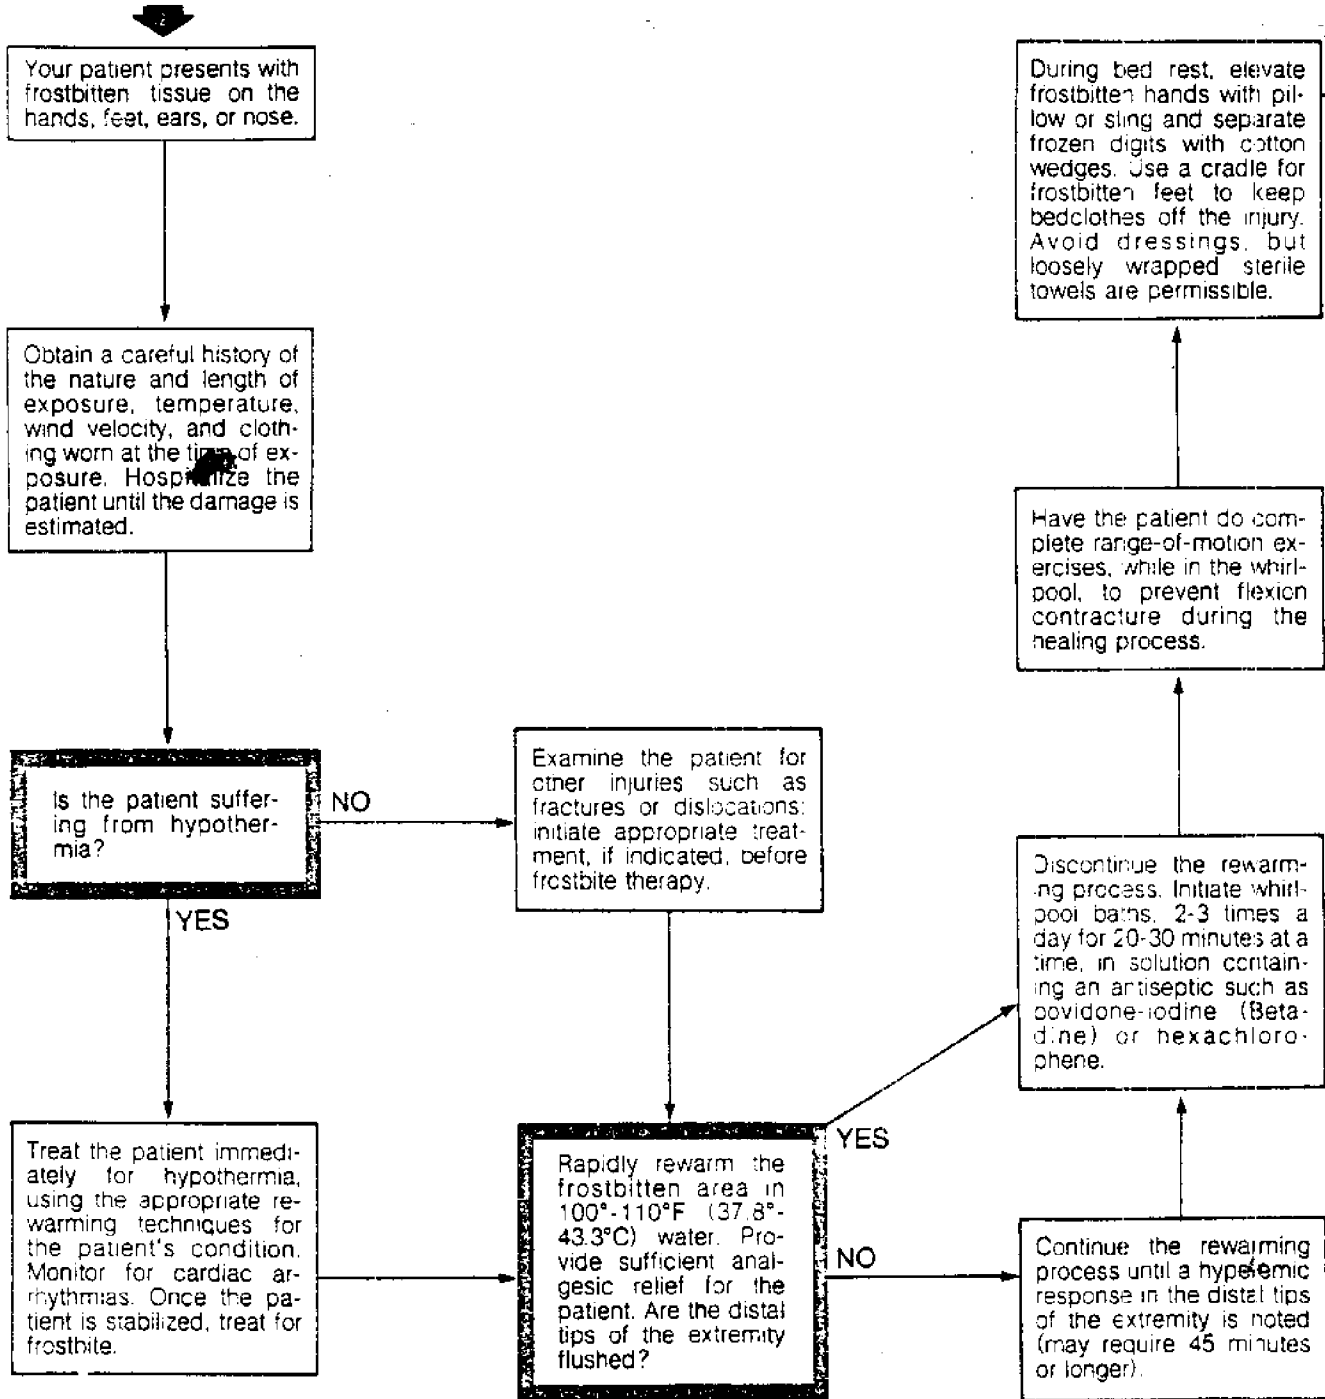 2
Your patient presents with
frostbitten tissue on the
hands, feet, ears, or nose.
Obtain a careful history of
the nature and length of
exposure, temperature,
wind velocity, and cloth-
ing worn at the time of ex-
posure. Hospitalize the
patient until the damage is
estimated.
Is the patient suffer-
ing from hypother-
mia?
NO
YES
Treat the patient immedi-
ately for hypothermia,
using the appropriate re-
warming techniques for
the patient's condition.
Monitor for cardiac ar-
rhythmias. Once the pa-
tient is stabilized, treat for
frostbite.
Examine the patient for
other injuries such as
fractures or dislocations;
initiate appropriate treat-
ment, if indicated, before
frostbite therapy.
Rapidly rewarm the
frostbitten area in
100°-110°F (37.8°-
43.3°C) water. Pro-
vide sufficient anal-
gesic relief for the
patient. Are the distal
tips of the extremity
flushed?
YES
NO
Continue the rewarming
process until a hyperemic
response in the distal tips
of the extremity is noted
(may require 45 minutes
or longer).
Discontinue the rewarm-
ing process. Initiate whirl-
pool baths, 2-3 times a
day for 20-30 minutes at a
time, in solution contain-
ing an antiseptic such as
povidone-iodine (Beta-
dine) or hexachloro-
phene.
Have the patient do com-
plete range-of-motion ex-
ercises, while in the whirl-
pool, to prevent flexion
contracture during the
healing process.
During bed rest, elevate
frostbitten hands with pil-
low or sling and separate
frozen digits with cotton
wedges. Use a cradle for
frostbitten feet to keep
bedclothes off the injury.
Avoid dressings, but
loosely wrapped sterile
towels are permissible.